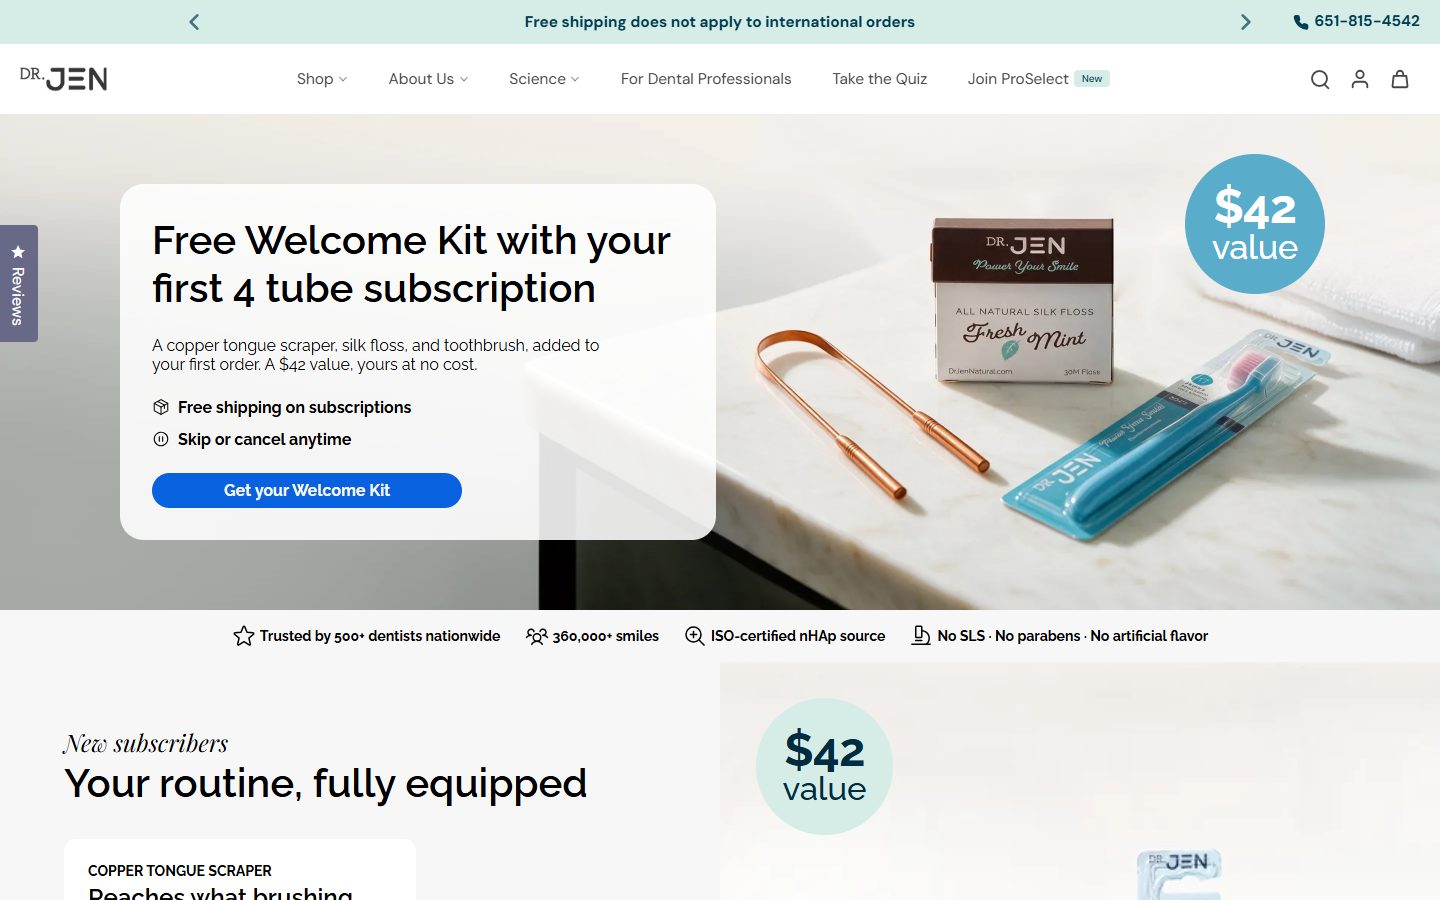 Free shipping does not apply to international orders
651-815-4542
DR. JEN
Shop
About Us
Science
For Dental Professionals
Take the Quiz
Join ProSelect New
Reviews
Free Welcome Kit with your
first 4 tube subscription
A copper tongue scraper, silk floss, and toothbrush, added to
your first order. A $42 value, yours at no cost.
Free shipping on subscriptions
Skip or cancel anytime
Get your Welcome Kit
DR. JEN
Power Your Smile
ALL NATURAL SILK FLOSS
Fresh Mint
DrJenNatural.com
30M Floss
$42
value
DR. JEN
Power Your Smile
DR. JEN
Trusted by 500+ dentists nationwide
360,000+ smiles
ISO-certified nHAp source
No SLS · No parabens · No artificial flavor
New subscribers
Your routine, fully equipped
COPPER TONGUE SCRAPER
Reaches what brushing
$42
value
DR. JEN